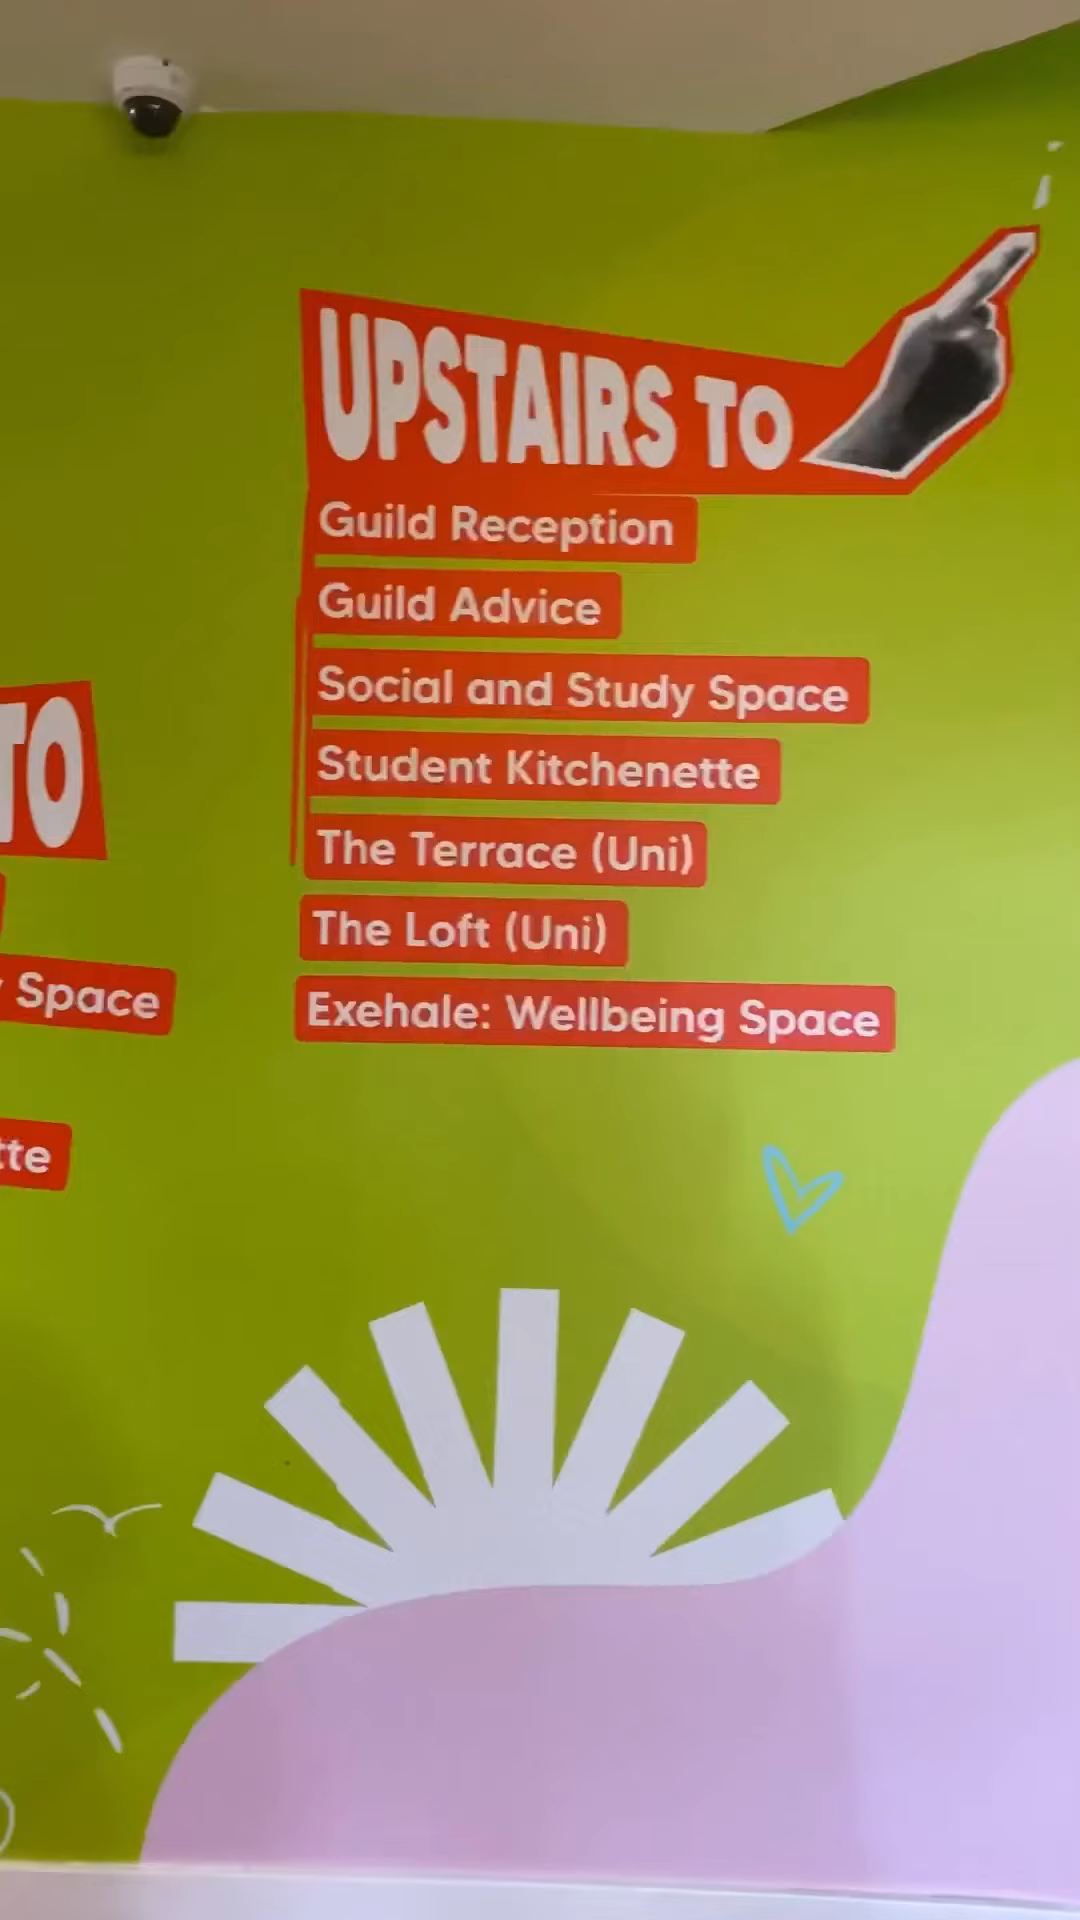 UPSTAIRS TO
Guild Reception
Guild Advice
Social and Study Space
Student Kitchenette
The Terrace (Uni)
The Loft (Uni)
Exehale: Wellbeing Space
TO
Space